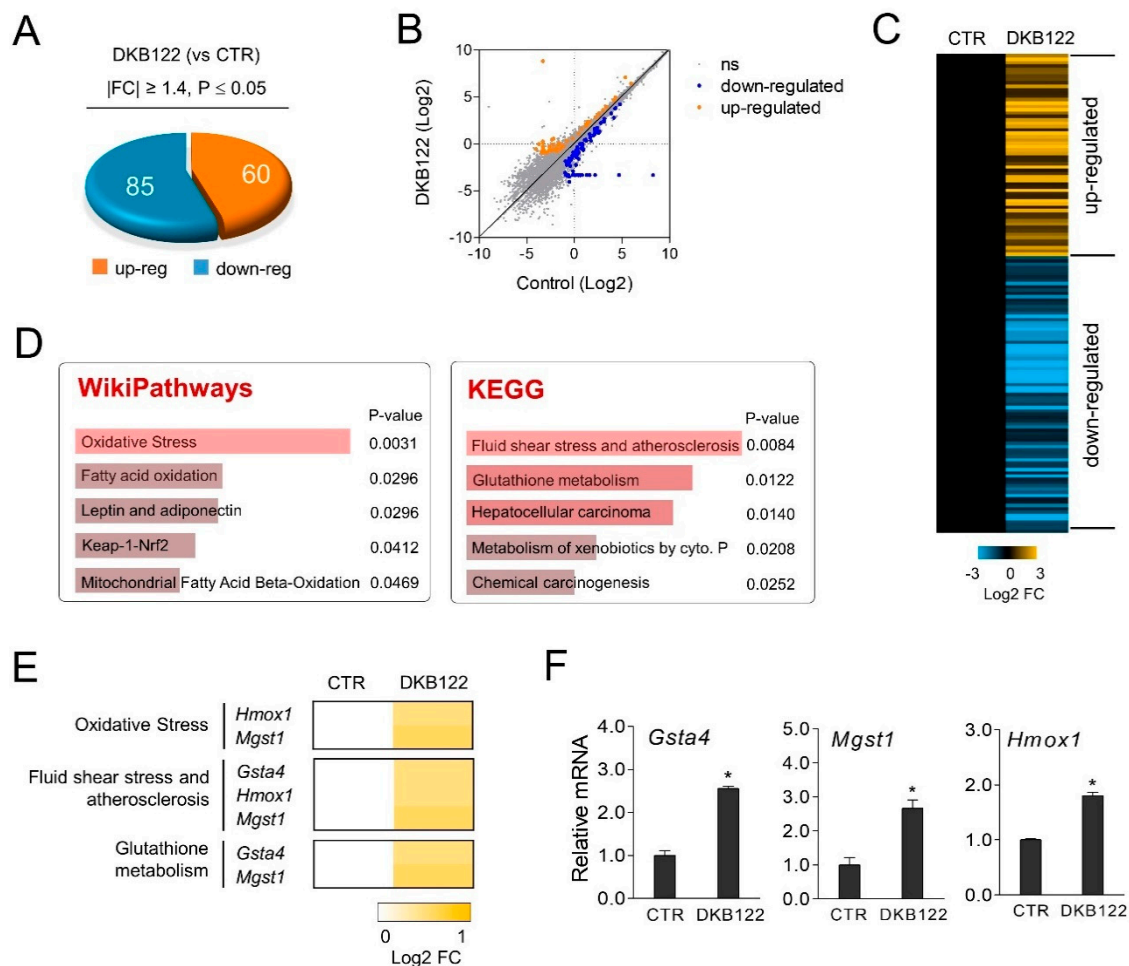 A
DKB122 (vs CTR)
|FC| ≥ 1.4, P ≤ 0.05
85
60
up-reg
down-reg
B
DKB122 (Log2)
10
5
0
-5
-10
-10
-5
0
5
10
Control (Log2)
ns
down-regulated
up-regulated
C
CTR
DKB122
up-regulated
down-regulated
-3
0
3
Log2 FC
D
WikiPathways
P-value
Oxidative Stress 0.0031
Fatty acid oxidation 0.0296
Leptin and adiponectin 0.0296
Keap-1-Nrf2 0.0412
Mitochondrial Fatty Acid Beta-Oxidation 0.0469
KEGG
P-value
Fluid shear stress and atherosclerosis 0.0084
Glutathione metabolism 0.0122
Hepatocellular carcinoma 0.0140
Metabolism of xenobiotics by cyto. P 0.0208
Chemical carcinogenesis 0.0252
E
CTR
DKB122
Oxidative Stress
Hmox1
Mgst1
Fluid shear stress and
atherosclerosis
Gsta4
Hmox1
Mgst1
Glutathione
metabolism
Gsta4
Mgst1
0
1
Log2 FC
F
Relative mRNA
Gsta4
4.0
3.0
2.0
1.0
0.0
*
CTR
DKB122
Mgst1
5.0
4.0
3.0
2.0
1.0
0.0
*
CTR
DKB122
Hmox1
3.0
2.0
1.0
0.0
*
CTR
DKB122